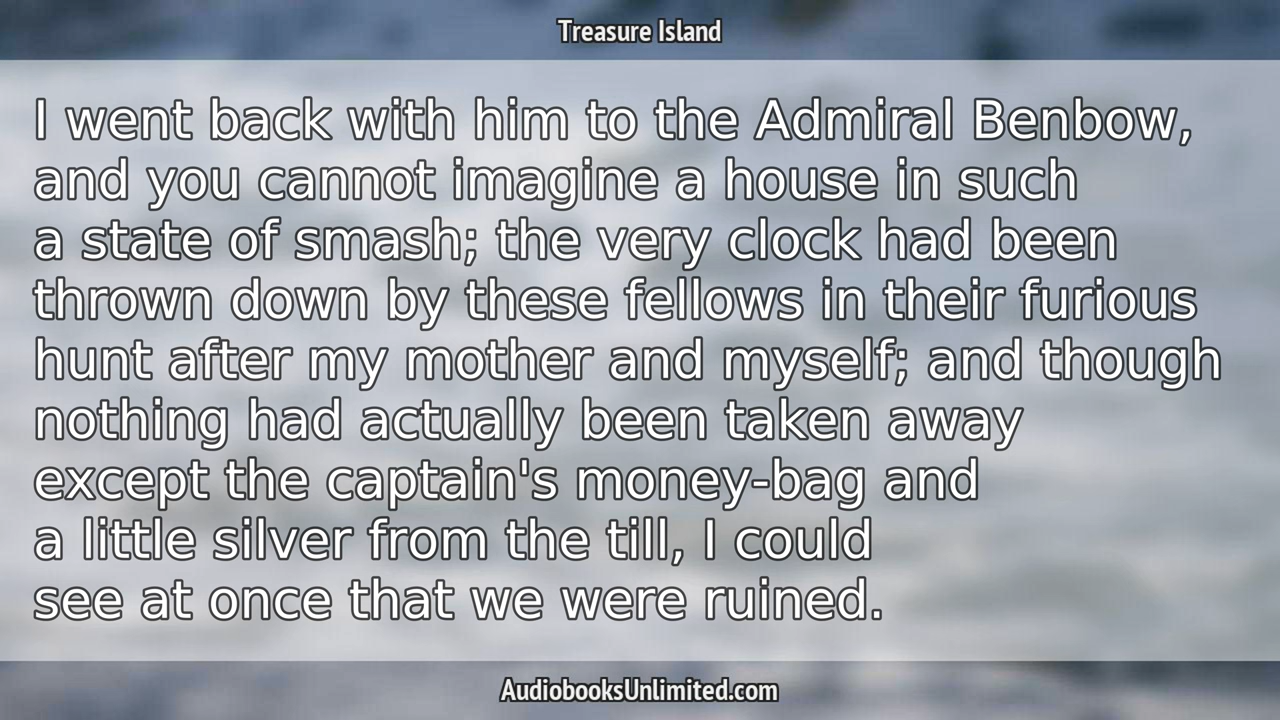 Treasure Island
I went back with him to the Admiral Benbow,
and you cannot imagine a house in such
a state of smash; the very clock had been
thrown down by these fellows in their furious
hunt after my mother and myself; and though
nothing had actually been taken away
except the captain's money-bag and
a little silver from the till, I could
see at once that we were ruined.
AudiobooksUnlimited.com